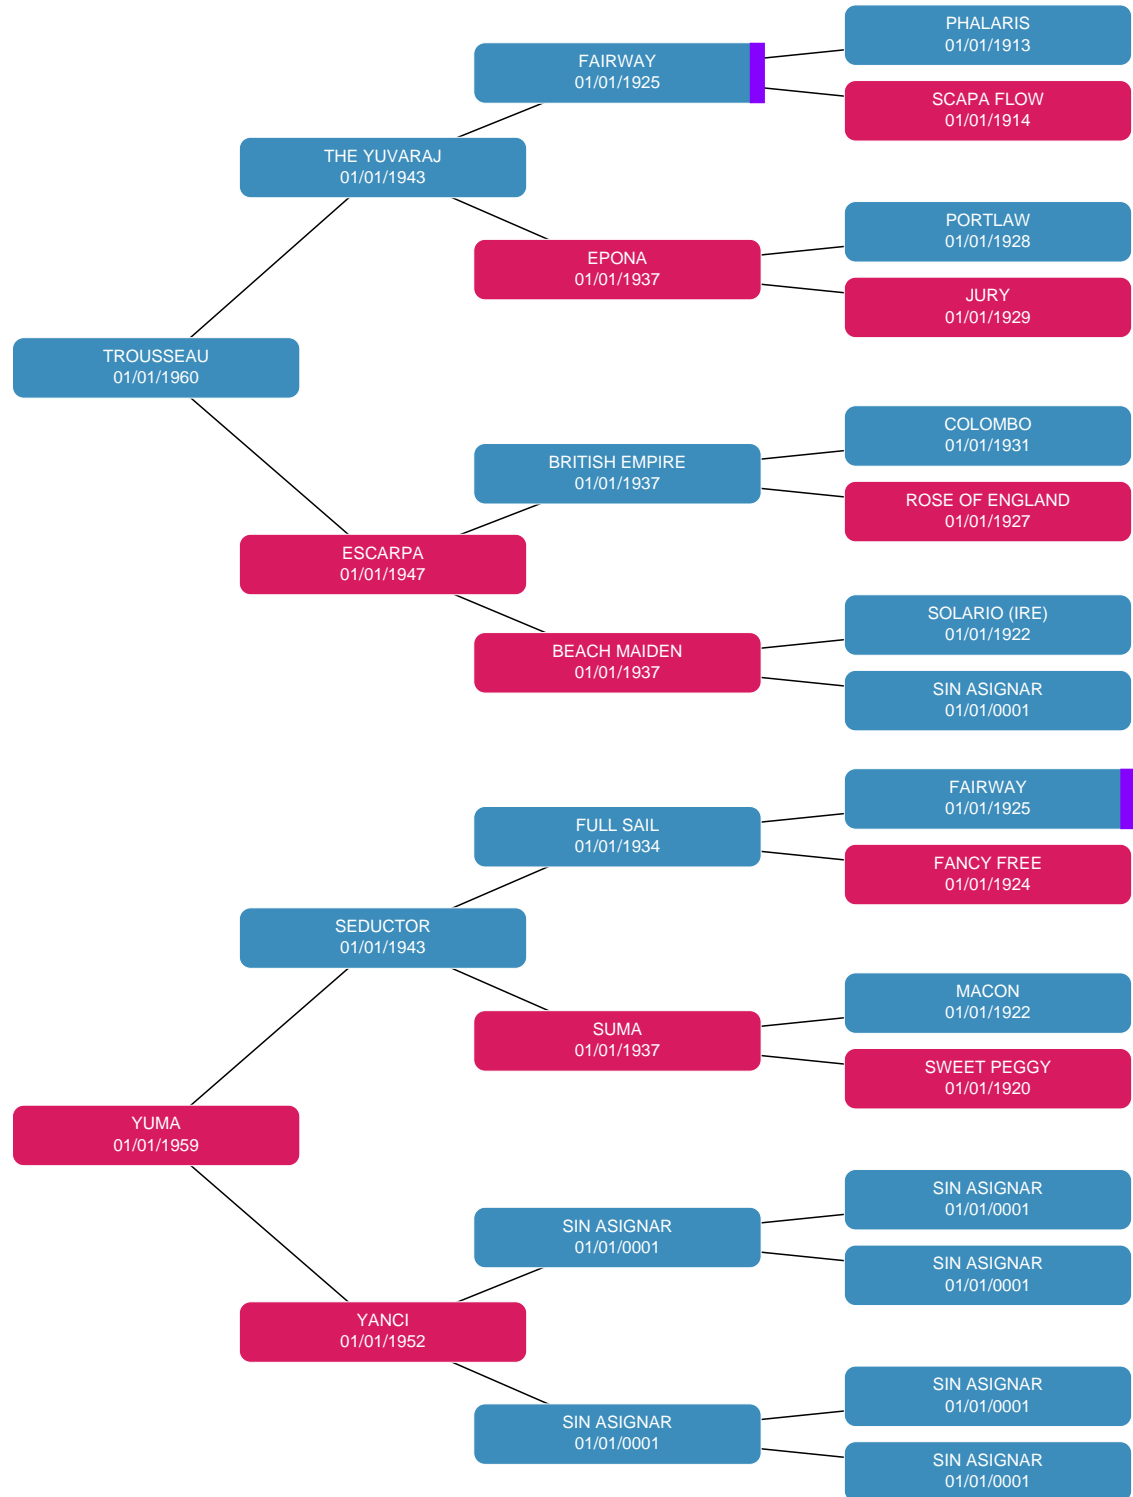 PHALARIS
01/01/1913
FAIRWAY
01/01/1925
SCAPA FLOW
01/01/1914
THE YUVARAJ
01/01/1943
PORTLAW
01/01/1928
EPONA
01/01/1937
JURY
01/01/1929
TROUSSEAU
01/01/1960
COLOMBO
01/01/1931
BRITISH EMPIRE
01/01/1937
ROSE OF ENGLAND
01/01/1927
ESCARPA
01/01/1947
SOLARIO (IRE)
01/01/1922
BEACH MAIDEN
01/01/1937
SIN ASIGNAR
01/01/0001
FAIRWAY
01/01/1925
FULL SAIL
01/01/1934
FANCY FREE
01/01/1924
SEDUCTOR
01/01/1943
MACON
01/01/1922
SUMA
01/01/1937
SWEET PEGGY
01/01/1920
YUMA
01/01/1959
SIN ASIGNAR
01/01/0001
SIN ASIGNAR
01/01/0001
SIN ASIGNAR
01/01/0001
YANCI
01/01/1952
SIN ASIGNAR
01/01/0001
SIN ASIGNAR
01/01/0001
SIN ASIGNAR
01/01/0001